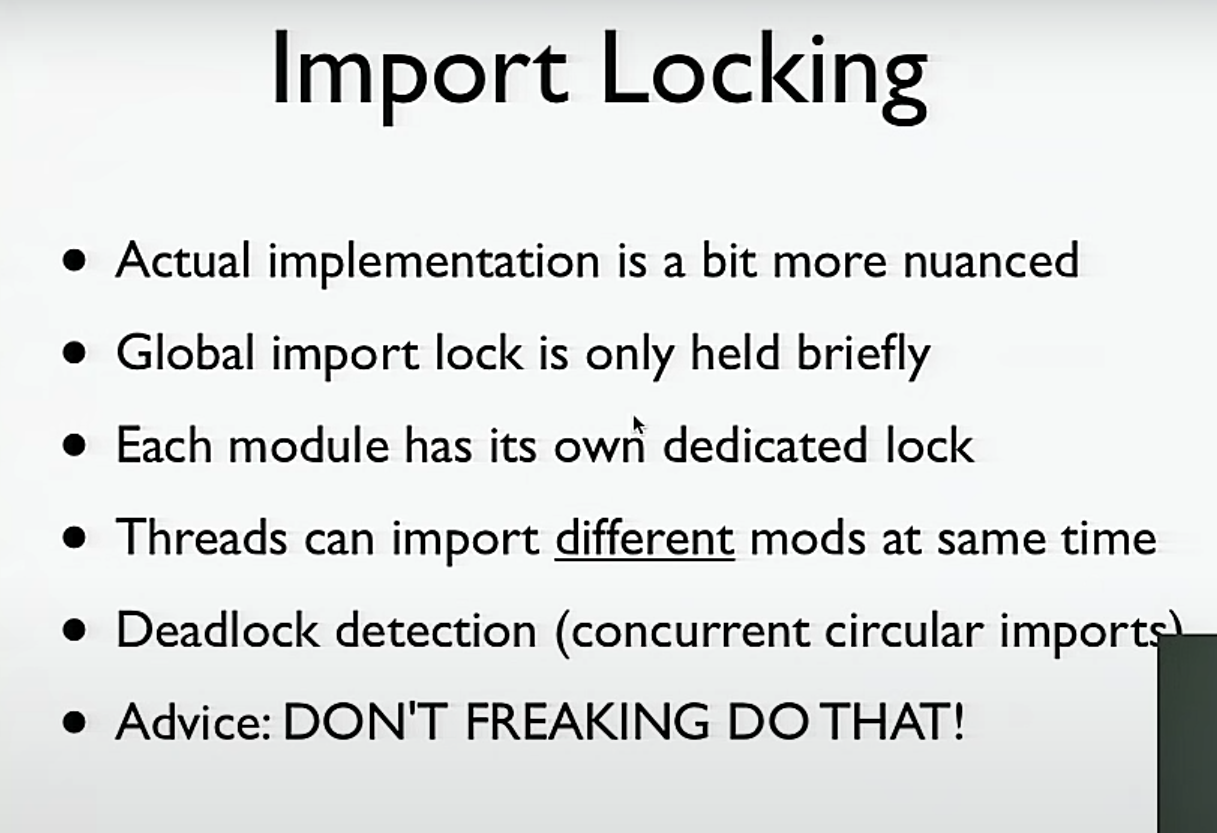 Import Locking
● Actual implementation is a bit more nuanced
● Global import lock is only held briefly
● Each module has its own dedicated lock
● Threads can import different mods at same time
● Deadlock detection (concurrent circular imports)
● Advice: DON'T FREAKING DO THAT!